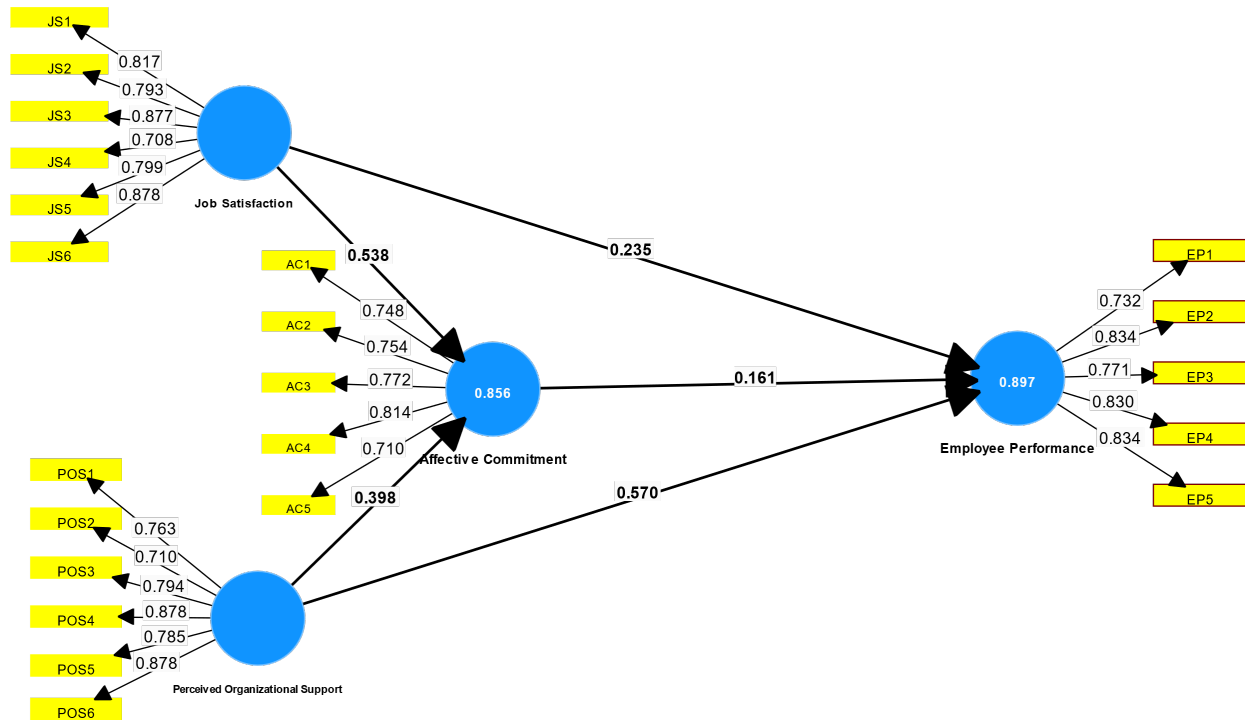 JS1
0.817
JS2
0.793
JS3
0.877
JS4
0.708
JS5
0.799
JS6
0.878
Job Satisfaction
0.538
0.235
AC1
0.748
AC2
0.754
AC3
0.772
AC4
0.814
AC5
0.710
0.856
Affective Commitment
0.161
0.398
0.570
EP1
0.732
EP2
0.834
EP3
0.771
EP4
0.830
EP5
0.834
0.897
Employee Performance
POS1
0.763
POS2
0.710
POS3
0.794
POS4
0.878
POS5
0.785
POS6
0.878
Perceived Organizational Support